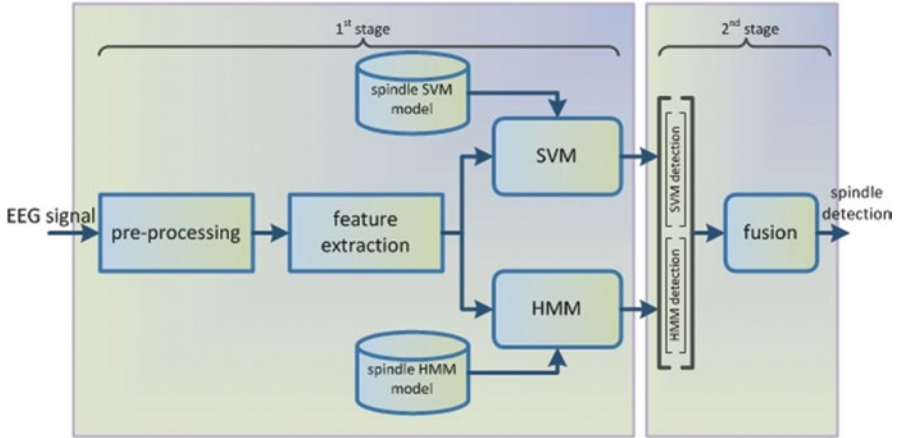 1st stage
2nd stage
spindle SVM
model
SVM
EEG signal
pre-processing
feature
extraction
HMM
spindle HMM
model
SVM detection
HMM detection
fusion
spindle
detection